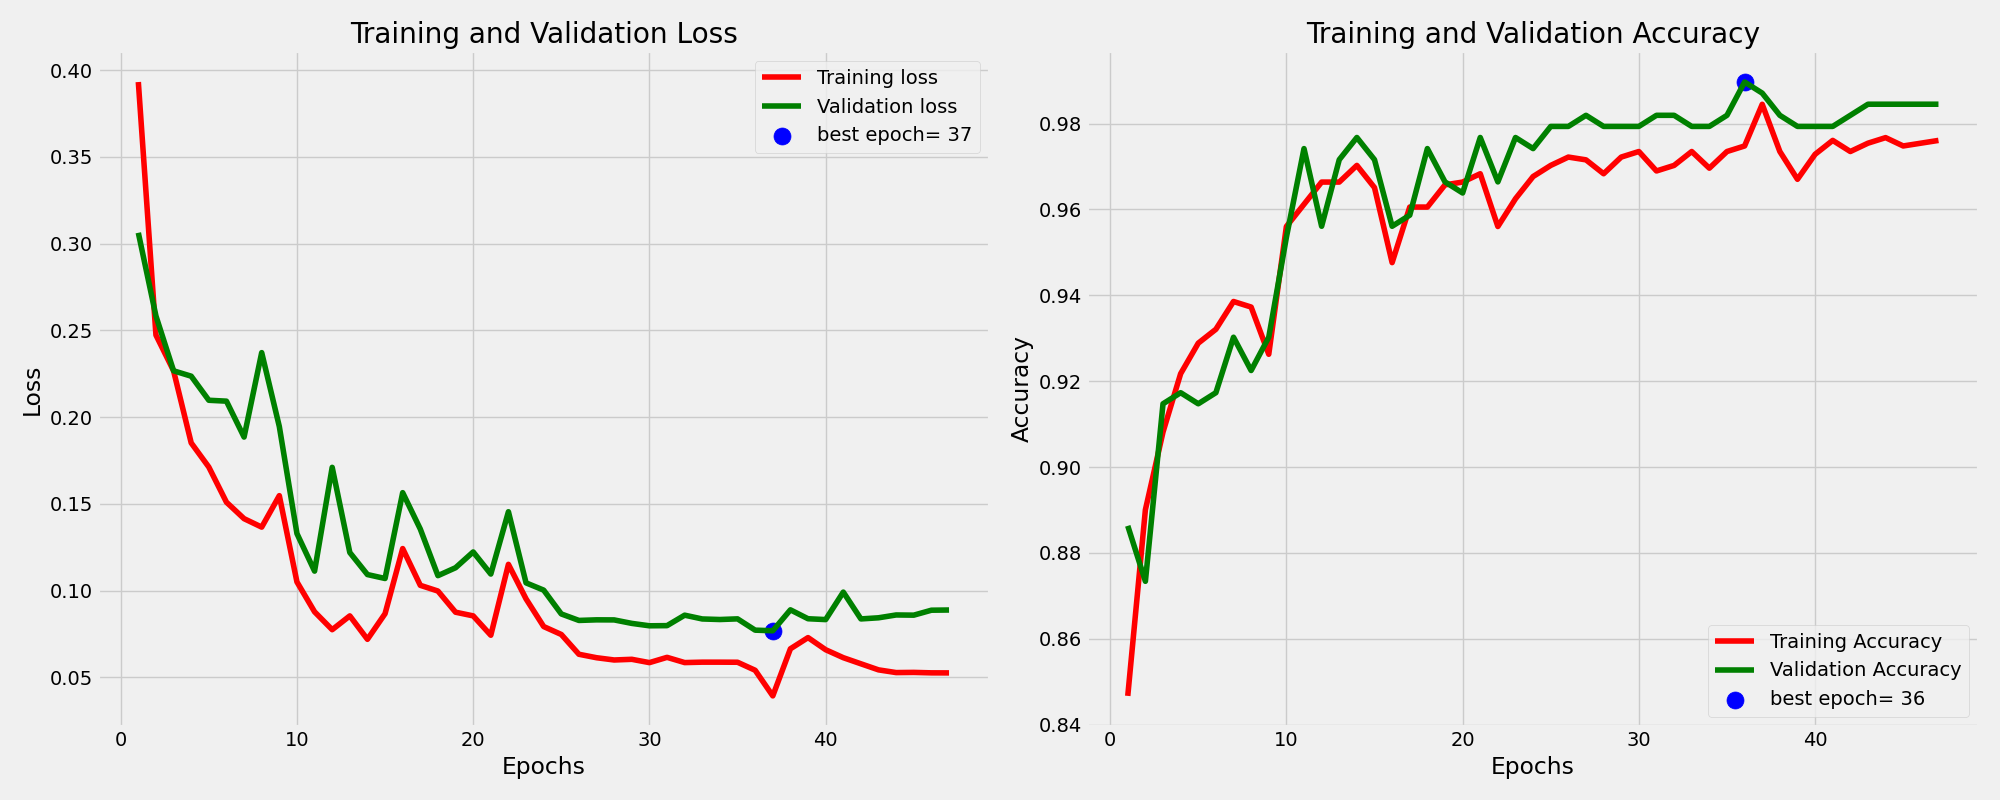 Training and Validation Loss
0.40
0.35
0.30
0.25
0.20
0.15
0.10
0.05
Loss
0 10 20 30 40
Epochs
Training loss
Validation loss
best epoch= 37
Training and Validation Accuracy
0.98
0.96
0.94
0.92
0.90
0.88
0.86
0.84
Accuracy
0 10 20 30 40
Epochs
Training Accuracy
Validation Accuracy
best epoch= 36